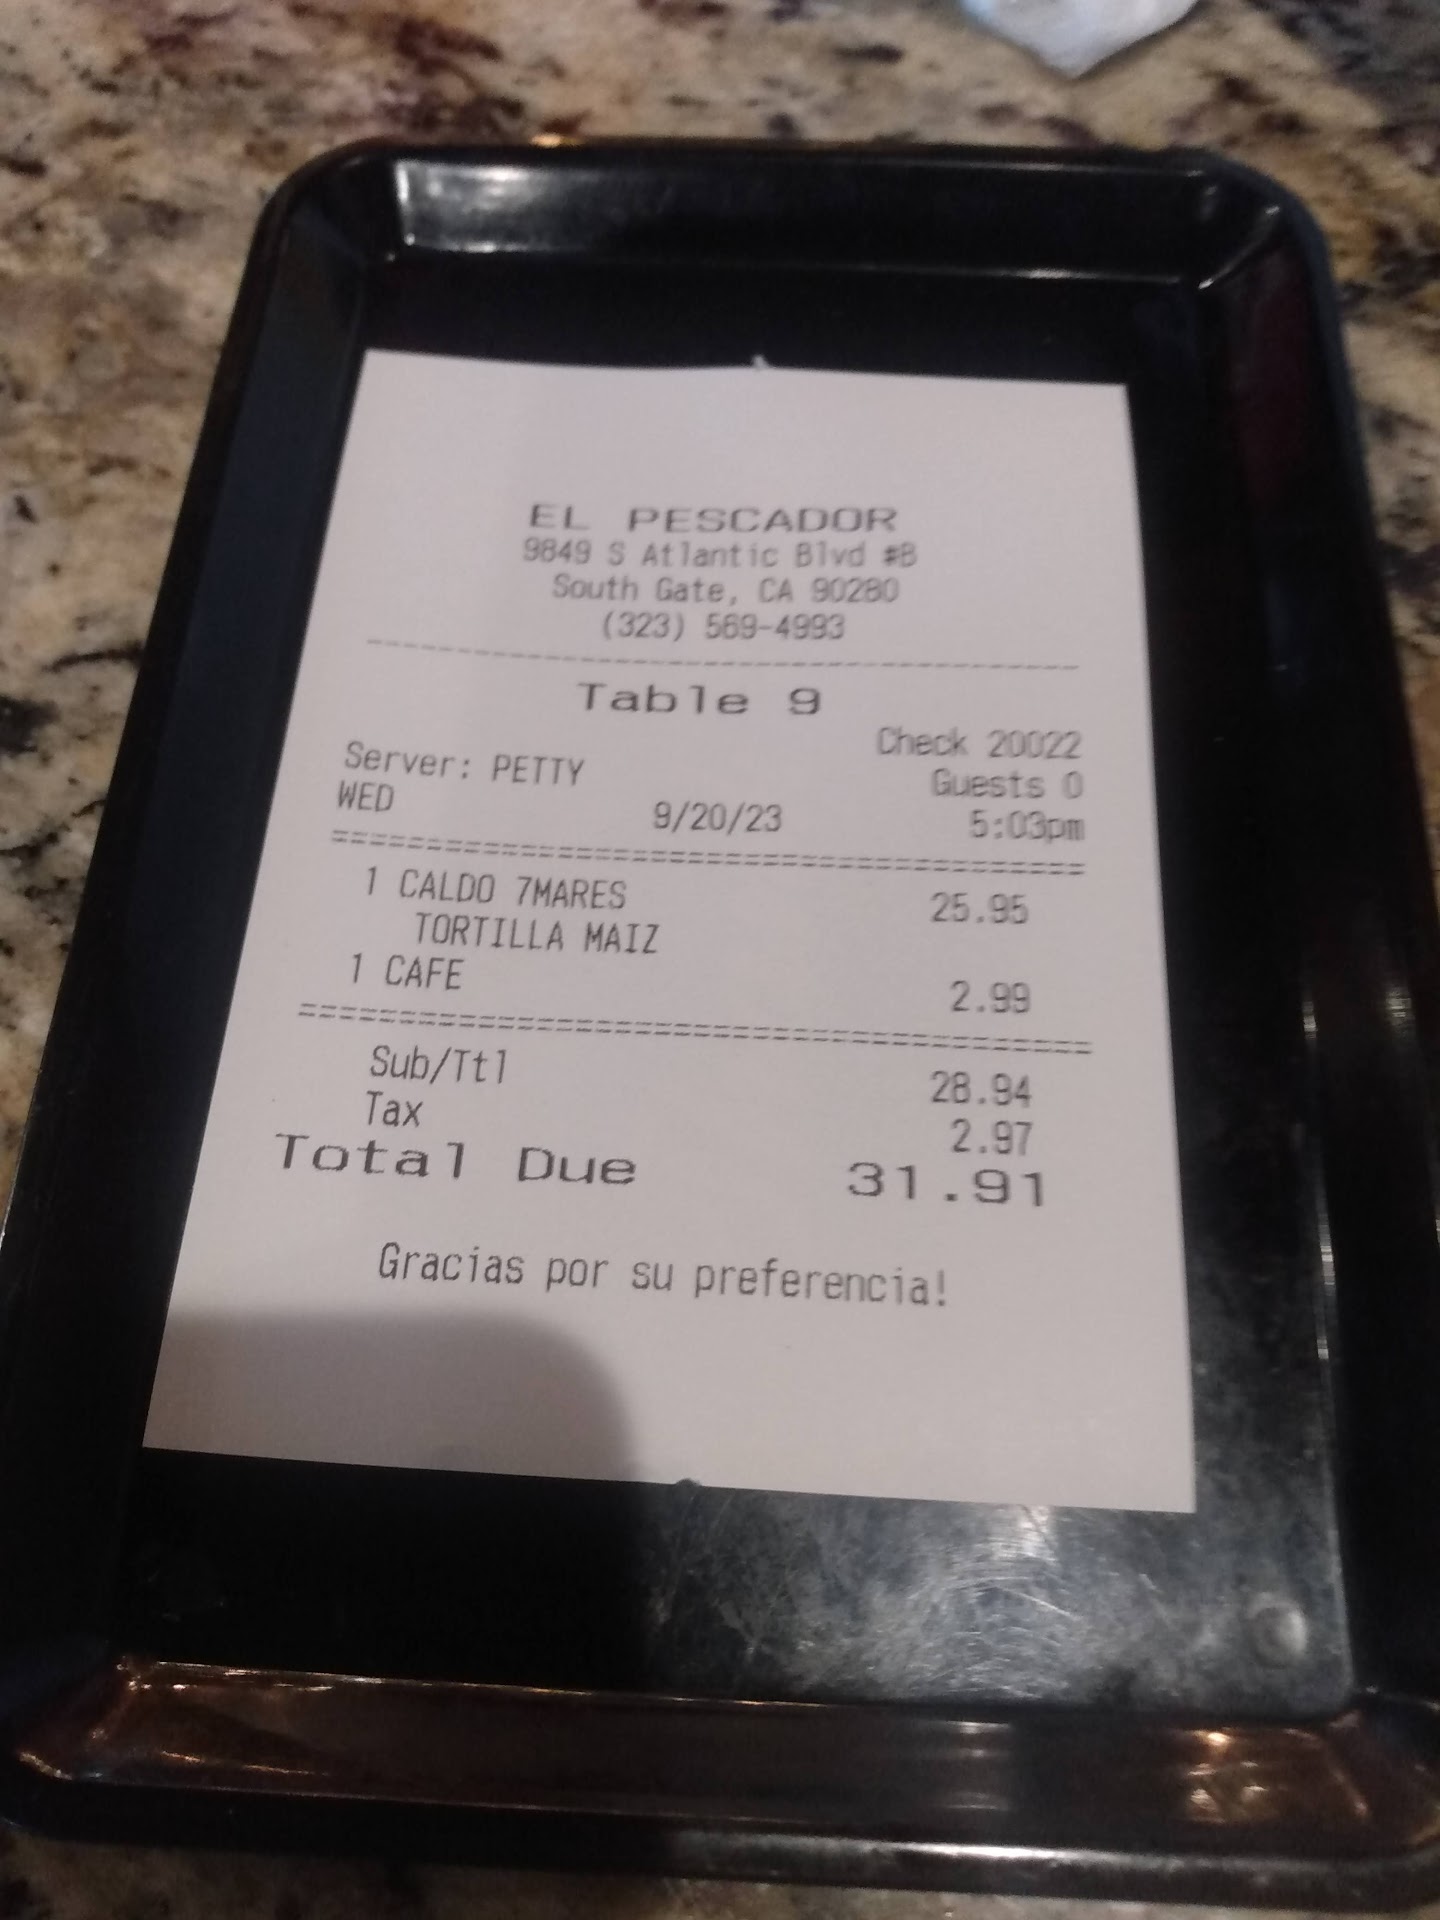 EL PESCADOR
9849 S Atlantic Blvd #B
South Gate, CA 90280
(323) 569-4993
Table 9
Check 20022
Server: PETTY Guests 0
WED 9/20/23 5:03pm
1 CALDO 7MARES 25.95
TORTILLA MAIZ
1 CAFE 2.99
Sub/Ttl 28.94
Tax 2.97
Total Due 31.91
Gracias por su preferencia!